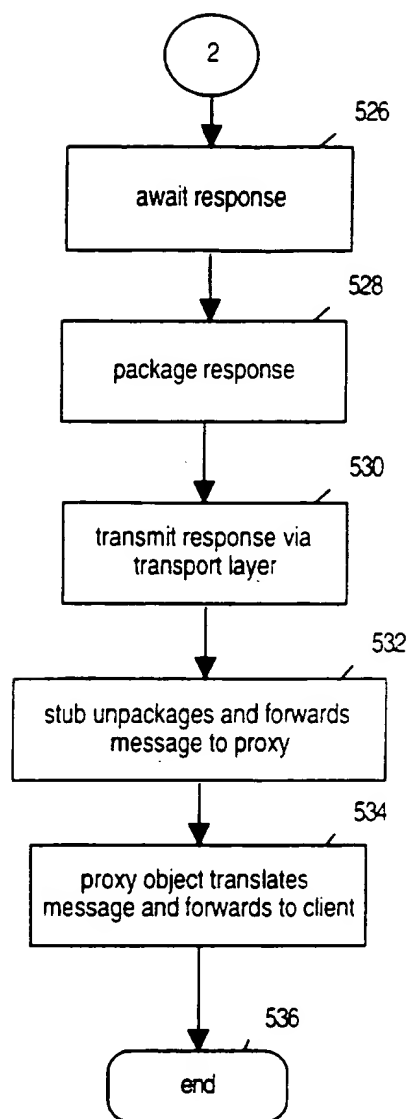 2
526
await response
528
package response
530
transmit response via
transport layer
532
stub unpackages and forwards
message to proxy
534
proxy object translates
message and forwards to client
536
end